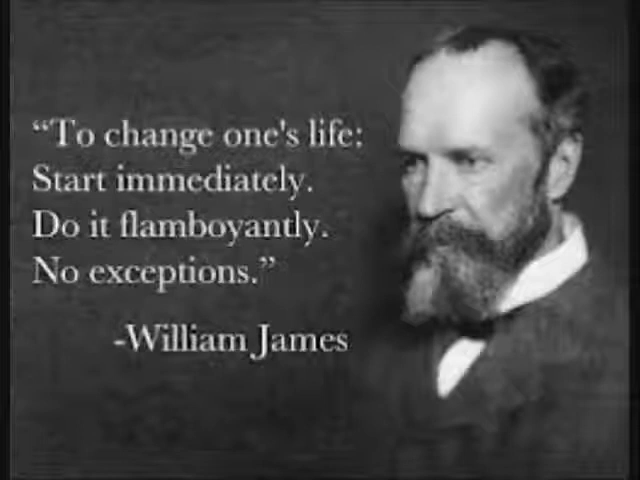 “To change one's life:
Start immediately.
Do it flamboyantly.
No exceptions.”
-William James